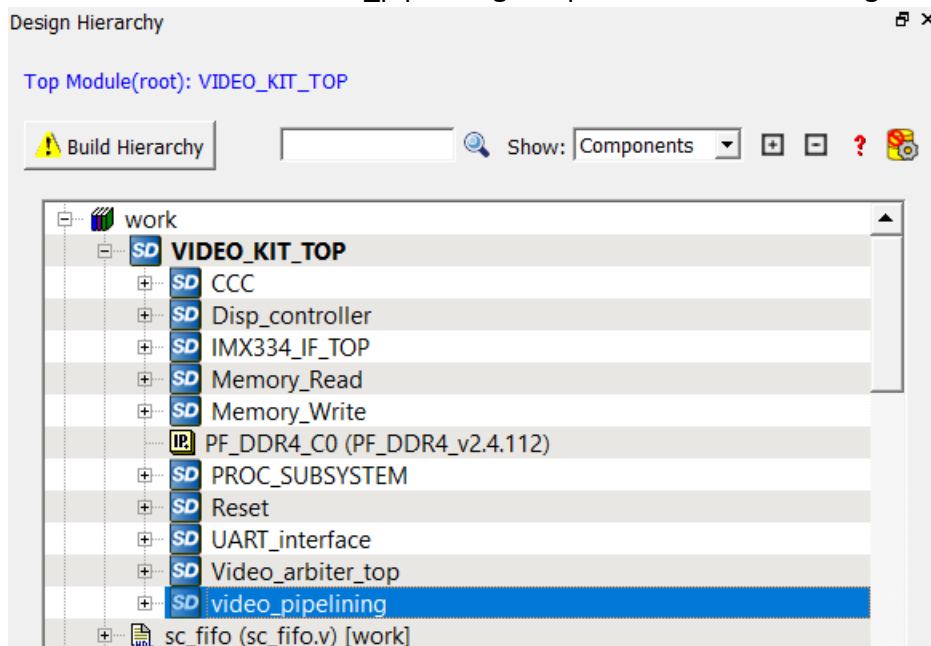 Design Hierarchy
Top Module(root): VIDEO_KIT_TOP
Build Hierarchy Show: Components
work
SD VIDEO_KIT_TOP
SD CCC
SD Disp_controller
SD IMX334_IF_TOP
SD Memory_Read
SD Memory_Write
IP. PF_DDR4_C0 (PF_DDR4_v2.4.112)
SD PROC_SUBSYSTEM
SD Reset
SD UART_interface
SD Video_arbiter_top
SD video_pipelining
sc_fifo (sc_fifo.v) [work]